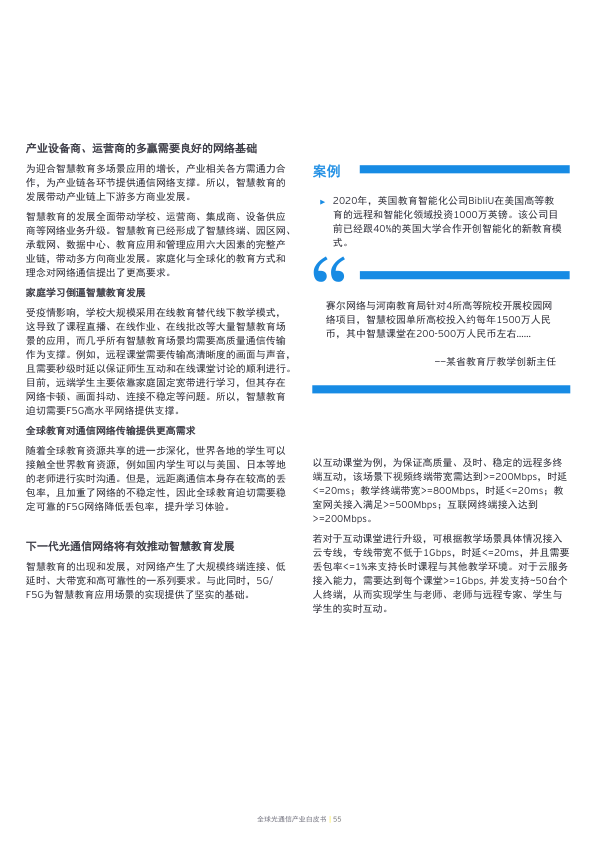 产业设备商、运营商的多赢需要良好的网络基础
为迎合智慧教育多场景应用的增长，产业相关各方需通力合
作，为产业链各环节提供通信网络支撑。所以，智慧教育的
发展带动产业链上下游多方商业发展。
智慧教育的发展全面带动学校、运营商、集成商、设备供应
商等网络业务升级。智慧教育已经形成了智慧终端、园区网、
承载网、数据中心、教育应用和管理应用六大因素的完整产
业链，带动多方向商业发展。家庭化与全球化的教育方式和
理念对网络通信提出了更高要求。
家庭学习倒逼智慧教育发展
受疫情影响，学校大规模采用在线教育替代线下教学模式，
这导致了课程直播、在线作业、在线批改等大量智慧教育场
景的应用，而几乎所有智慧教育场景均需要高质量通信传输
作为支撑。例如，远程课堂需要传输高清晰度的画面与声音，
且需要秒级时延以保证师生互动和在线课堂讨论的顺利进行。
目前，远端学生主要依靠家庭固定宽带进行学习，但其存在
网络卡顿、画面抖动、连接不稳定等问题。所以，智慧教育
迫切需要F5G高水平网络提供支撑。
全球教育对通信网络传输提供更高需求
随着全球教育资源共享的进一步深化，世界各地的学生可以
接触全世界教育资源，例如国内学生可以与美国、日本等地
的老师进行实时沟通。但是，远距离通信本身存在较高的丢
包率，且加重了网络的不稳定性，因此全球教育迫切需要稳
定可靠的F5G网络降低丢包率，提升学习体验。
下一代光通信网络将有效推动智慧教育发展
智慧教育的出现和发展，对网络产生了大规模终端连接、低
延时、大带宽和高可靠性的一系列要求。与此同时，5G/
F5G为智慧教育应用场景的实现提供了坚实的基础。
案例
► 2020年，英国教育智能化公司BibliU在美国高等教
育的远程和智能化领域投资1000万英镑。该公司目
前已经跟40%的英国大学合作开创智能化的新教育模
式。
“
赛尔网络与河南教育局针对4所高等院校开展校园网
络项目，智慧校园单所高校投入约每年1500万人民
币，其中智慧课堂在200-500万人民币左右......
——某省教育厅教学创新主任
以互动课堂为例，为保证高质量、及时、稳定的远程多终
端互动，该场景下视频终端带宽需达到>=200Mbps，时延
<=20ms；教学终端带宽>=800Mbps，时延<=20ms；教
室网关接入满足>=500Mbps；互联网终端接入达到
>=200Mbps。
若对于互动课堂进行升级，可根据教学场景具体情况接入
云专线，专线带宽不低于1Gbps，时延<=20ms，并且需要
丢包率<=1%来支持长时课程与其他教学环境。对于云服务
接入能力，需要达到每个课堂>=1Gbps, 并发支持~50台个
人终端，从而实现学生与老师、老师与远程专家、学生与
学生的实时互动。
全球光通信产业白皮书 | 55